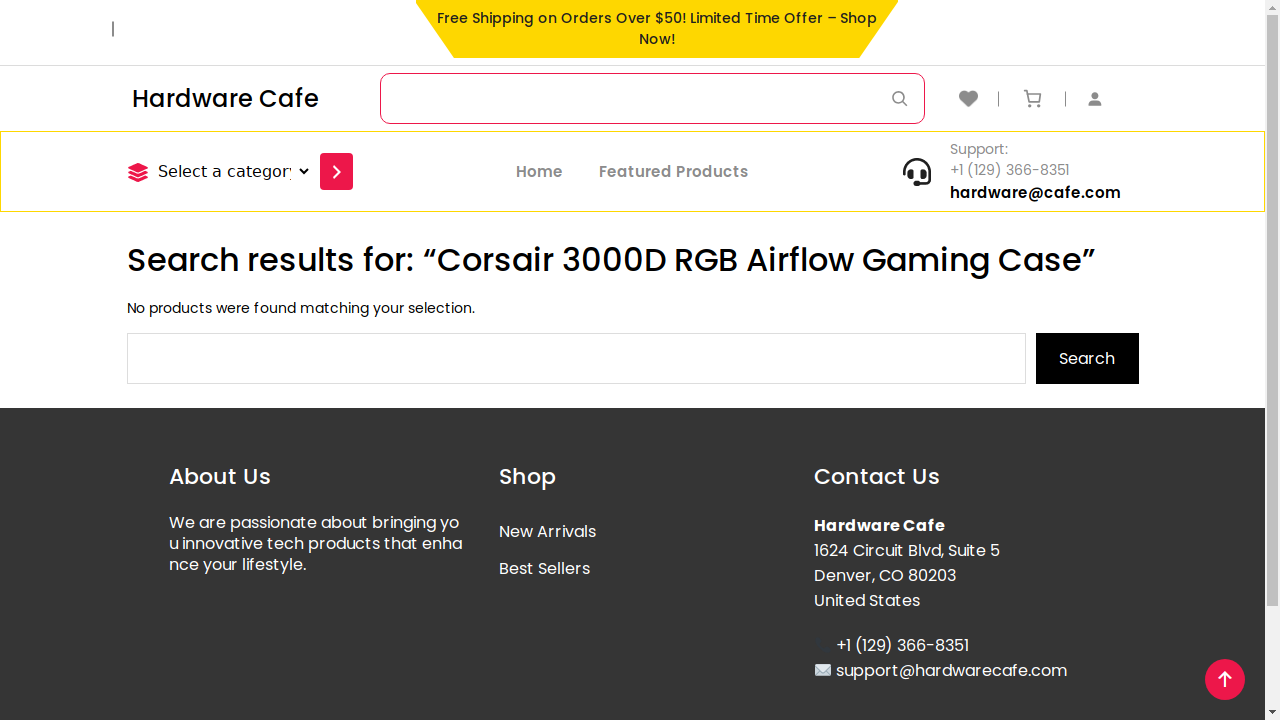 Free Shipping on Orders Over $50! Limited Time Offer – Shop
Now!
Hardware Cafe
Select a category
Home
Featured Products
Support:
+1 (129) 366-8351
hardware@cafe.com
Search results for: “Corsair 3000D RGB Airflow Gaming Case”
No products were found matching your selection.
Search
About Us
We are passionate about bringing yo
u innovative tech products that enha
nce your lifestyle.
Shop
New Arrivals
Best Sellers
Contact Us
Hardware Cafe
1624 Circuit Blvd, Suite 5
Denver, CO 80203
United States
+1 (129) 366-8351
support@hardwarecafe.com